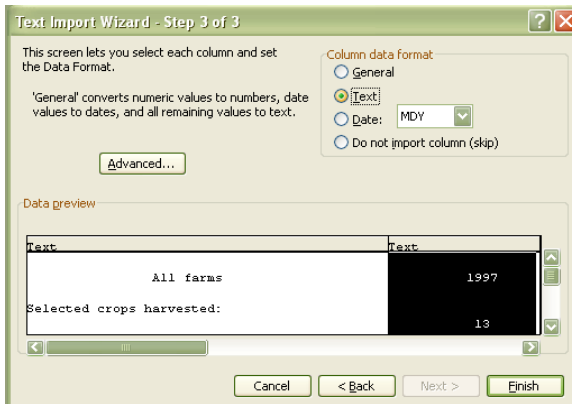 Text Import Wizard - Step 3 of 3
This screen lets you select each column and set
the Data Format.
'General' converts numeric values to numbers, date
values to dates, and all remaining values to text.
Advanced...
Column data format
General
Text
Date: MDY
Do not import column (skip)
Data preview
Text Text
All farms 1997
Selected crops harvested:
13
Cancel < Back Next > Finish